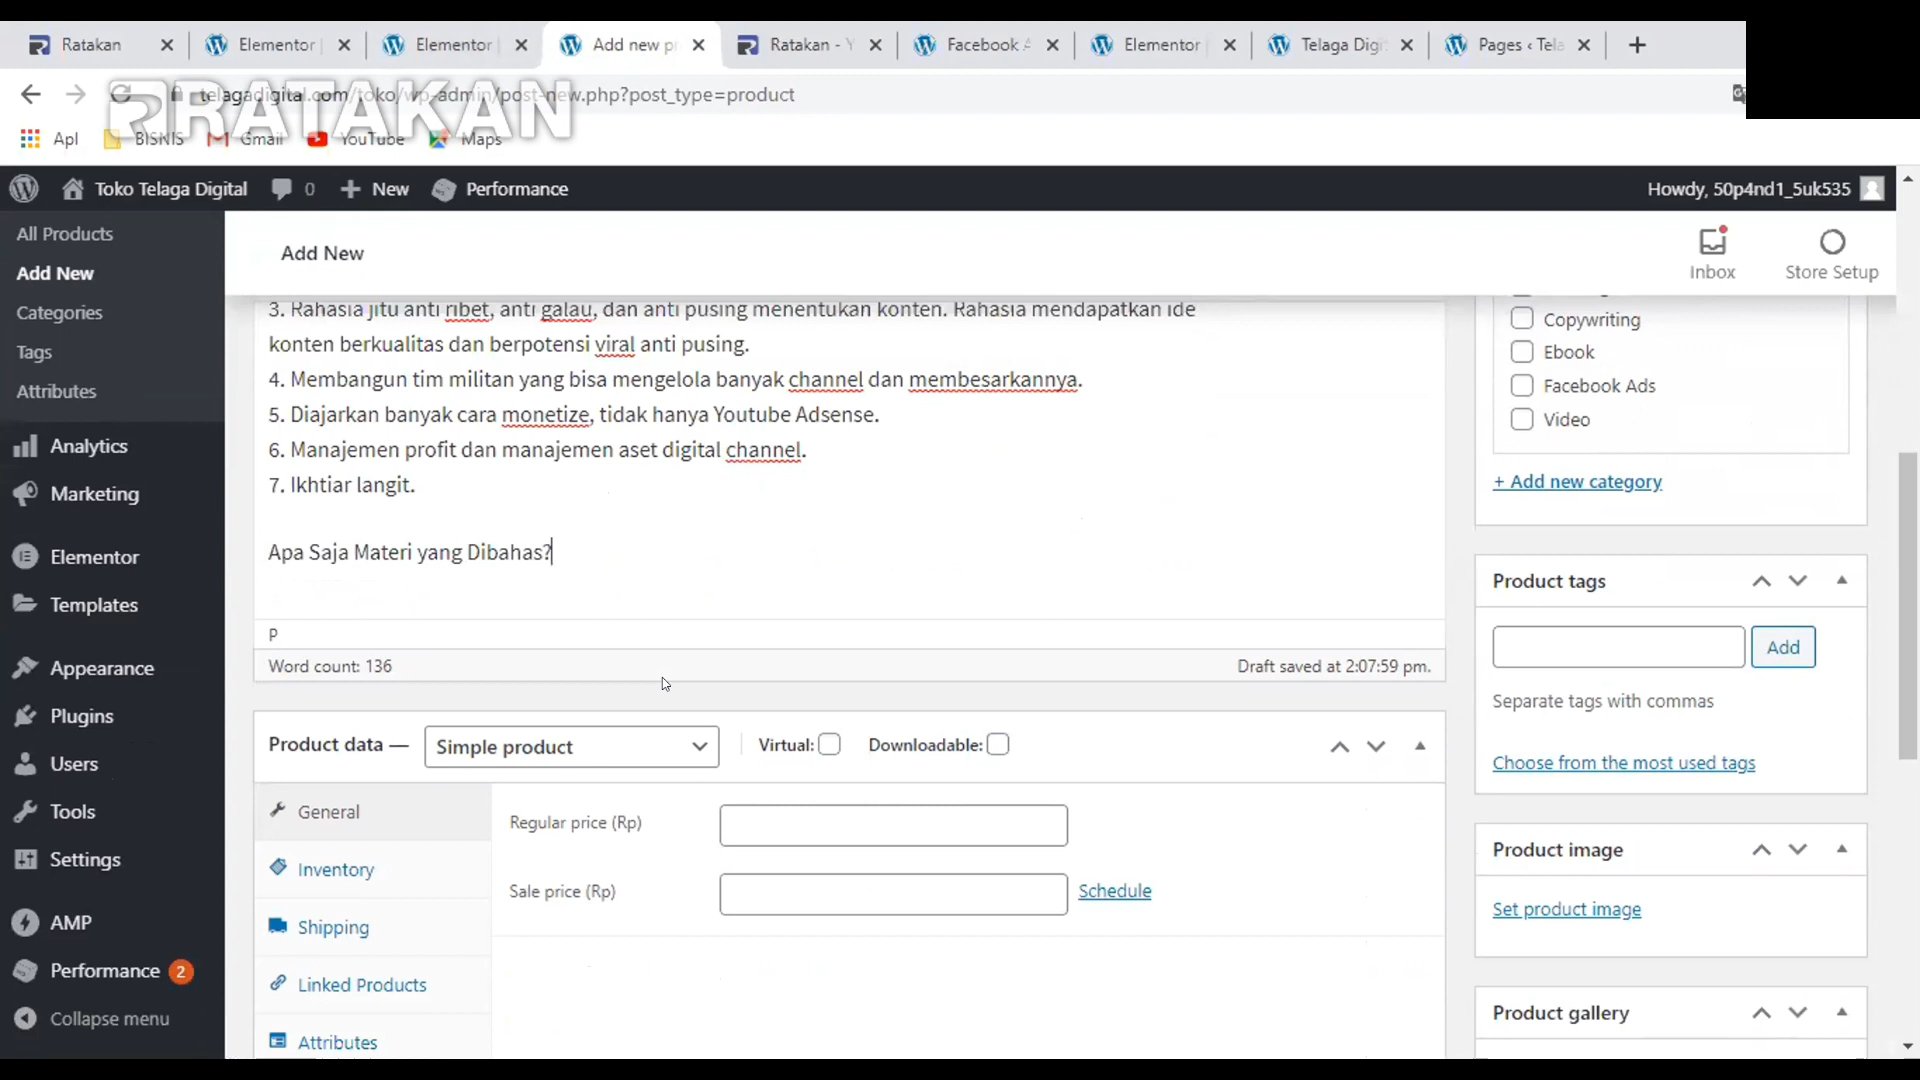 Ratakan
Elementor
Elementor
Add new pr
Ratakan - Y
Facebook A
Elementor
Telaga Digi
Pages ‹ Tela
telagadigital.com/toko/wp-admin/post-new.php?post_type=product
RATAKAN
Apl
BISNIS
Gmail
YouTube
Maps
Toko Telaga Digital
0
New
Performance
Howdy, 50p4nd1_5uk535
All Products
Add New
Categories
Tags
Attributes
Analytics
Marketing
Elementor
Templates
Appearance
Plugins
Users
Tools
Settings
AMP
Performance 2
Collapse menu
Add New
Inbox
Store Setup
3. Rahasia jitu anti ribet, anti galau, dan anti pusing menentukan konten. Rahasia mendapatkan ide
konten berkualitas dan berpotensi viral anti pusing.
4. Membangun tim militan yang bisa mengelola banyak channel dan membesarkannya.
5. Diajarkan banyak cara monetize, tidak hanya Youtube Adsense.
6. Manajemen profit dan manajemen aset digital channel.
7. Ikhtiar langit.
Apa Saja Materi yang Dibahas?
P
Word count: 136
Draft saved at 2:07:59 pm.
Product data —
Simple product
Virtual:
Downloadable:
General
Inventory
Shipping
Linked Products
Attributes
Regular price (Rp)
Sale price (Rp)
Schedule
Copywriting
Ebook
Facebook Ads
Video
+ Add new category
Product tags
Add
Separate tags with commas
Choose from the most used tags
Product image
Set product image
Product gallery